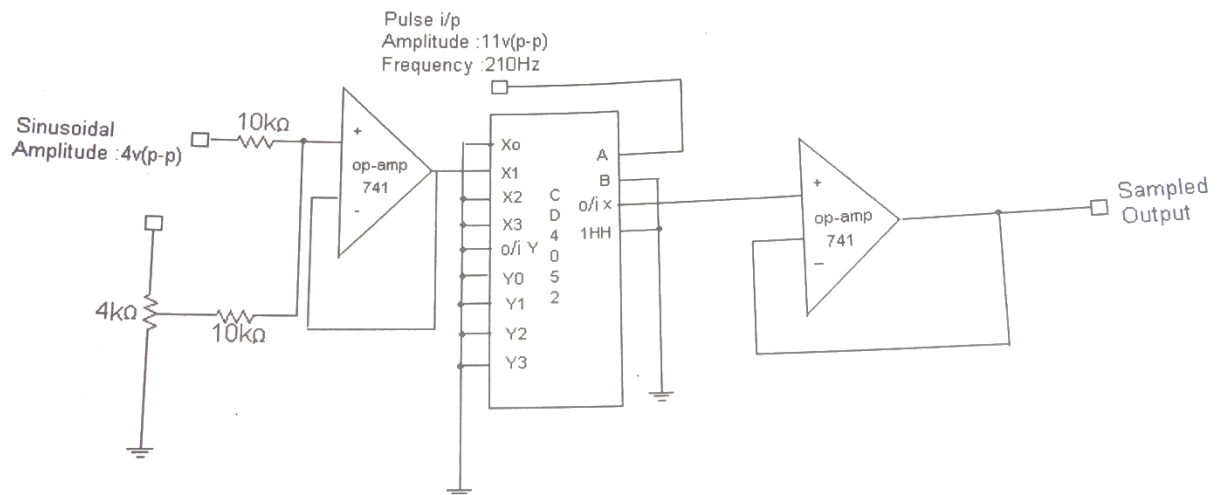 Pulse i/p
Amplitude :11v(p-p)
Frequency :210Hz
Sinusoidal
Amplitude :4v(p-p)
10kΩ
+
op-amp
741
-
4kΩ
10kΩ
Xo
X1
X2
X3
o/i Y
Y0
Y1
Y2
Y3
C
D
4
0
5
2
A
B
o/i x
1HH
+
op-amp
741
-
Sampled
Output